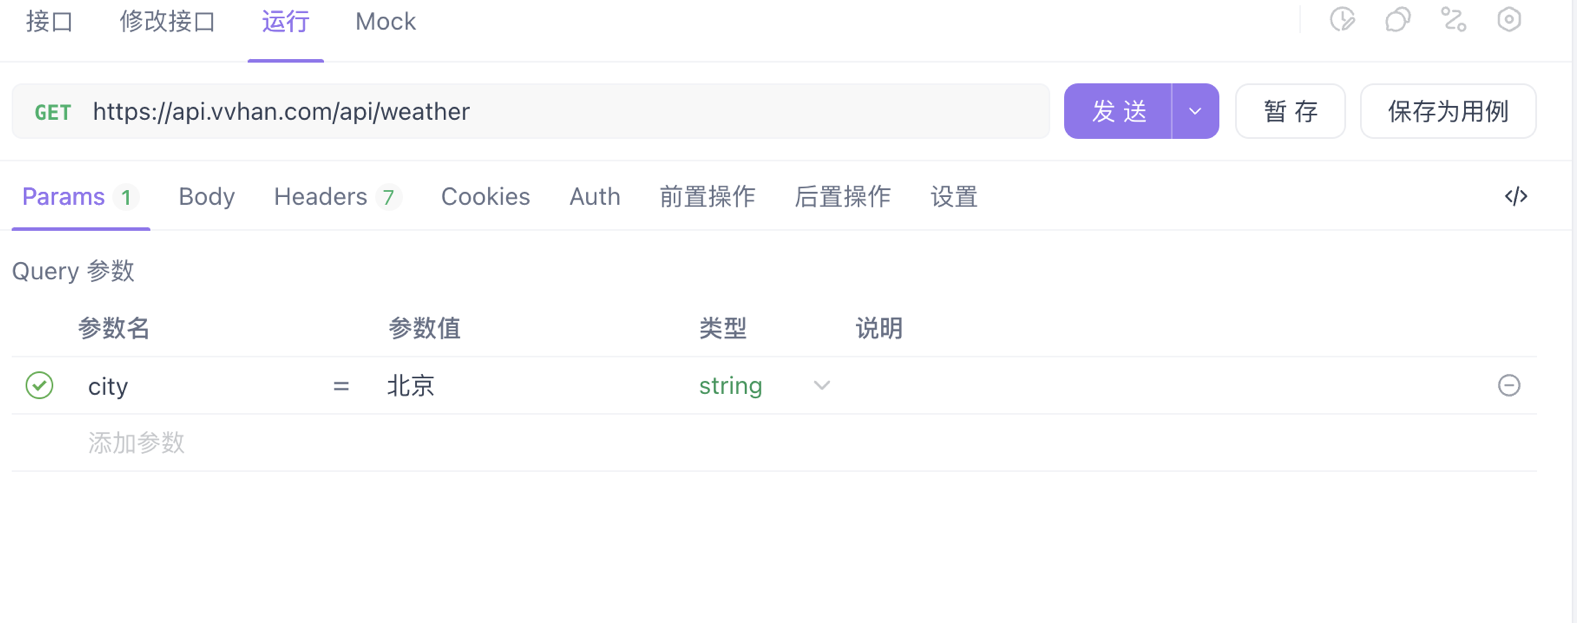 接口 修改接口 运行 Mock
GET https://api.vvhan.com/api/weather 发 送 暂 存 保存为用例
Params 1 Body Headers 7 Cookies Auth 前置操作 后置操作 设置 </>
Query 参数
参数名 参数值 类型 说明
city = 北京 string
添加参数